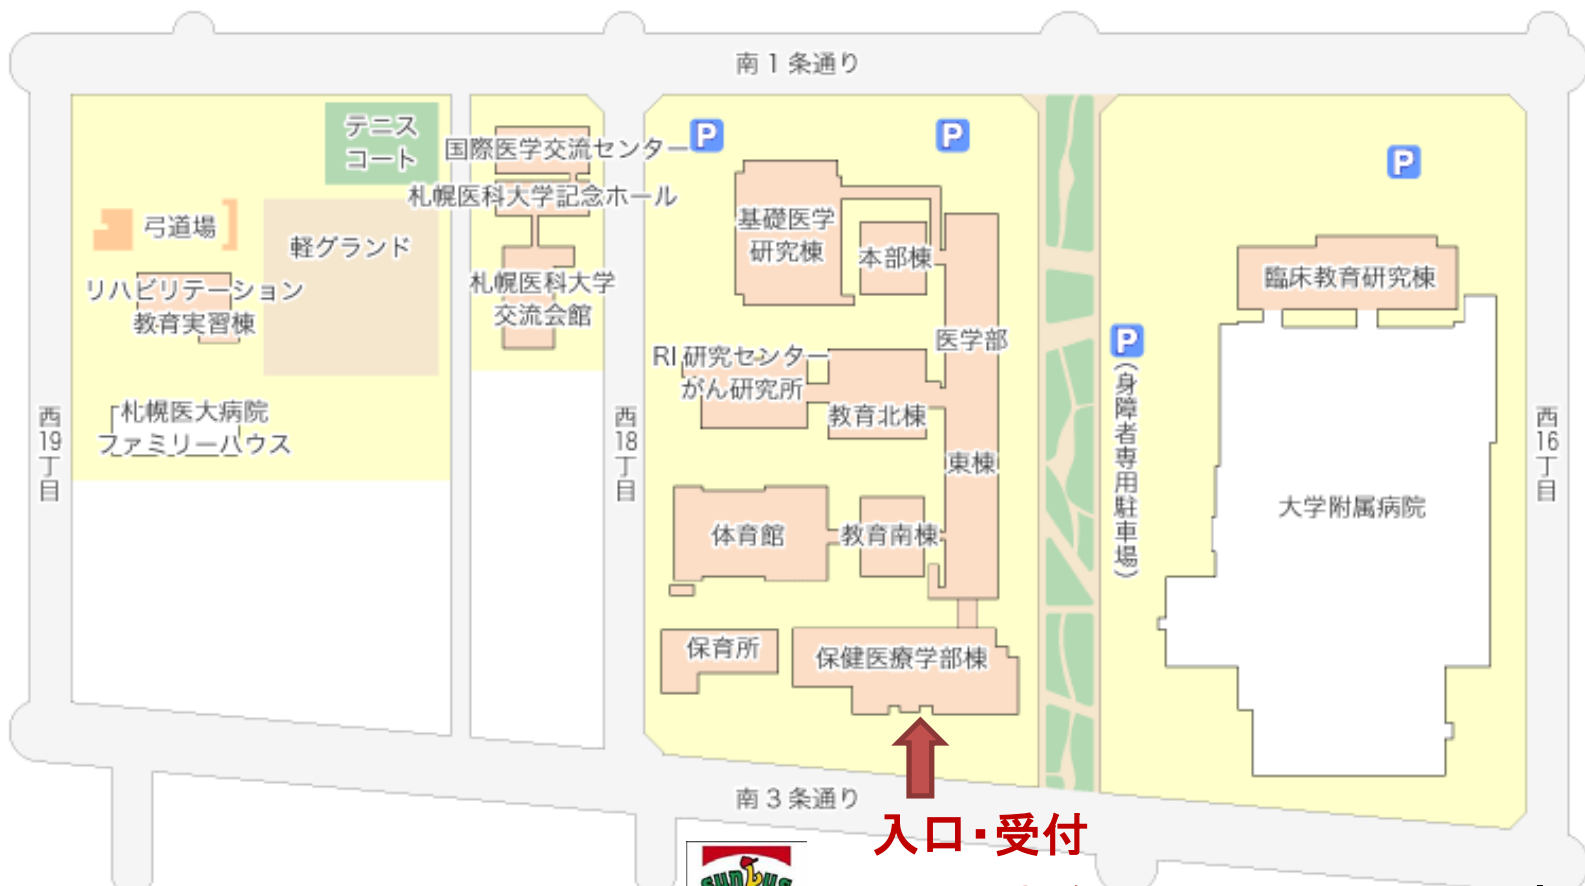 南1条通り
テニス
コート
国際医学交流センター
P
P
P
札幌医科大学記念ホール
弓道場
軽グランド
基礎医学
研究棟
本部棟
臨床教育研究棟
リハビリテーション
教育実習棟
札幌医科大学
交流会館
医学部
P
(身障者専用駐車場)
RI研究センター
がん研究所
教育北棟
札幌医大病院
ファミリーハウス
西19丁目
西18丁目
西16丁目
東棟
大学附属病院
体育館
教育南棟
保育所
保健医療学部棟
南3条通り
入口・受付
SUNKUS